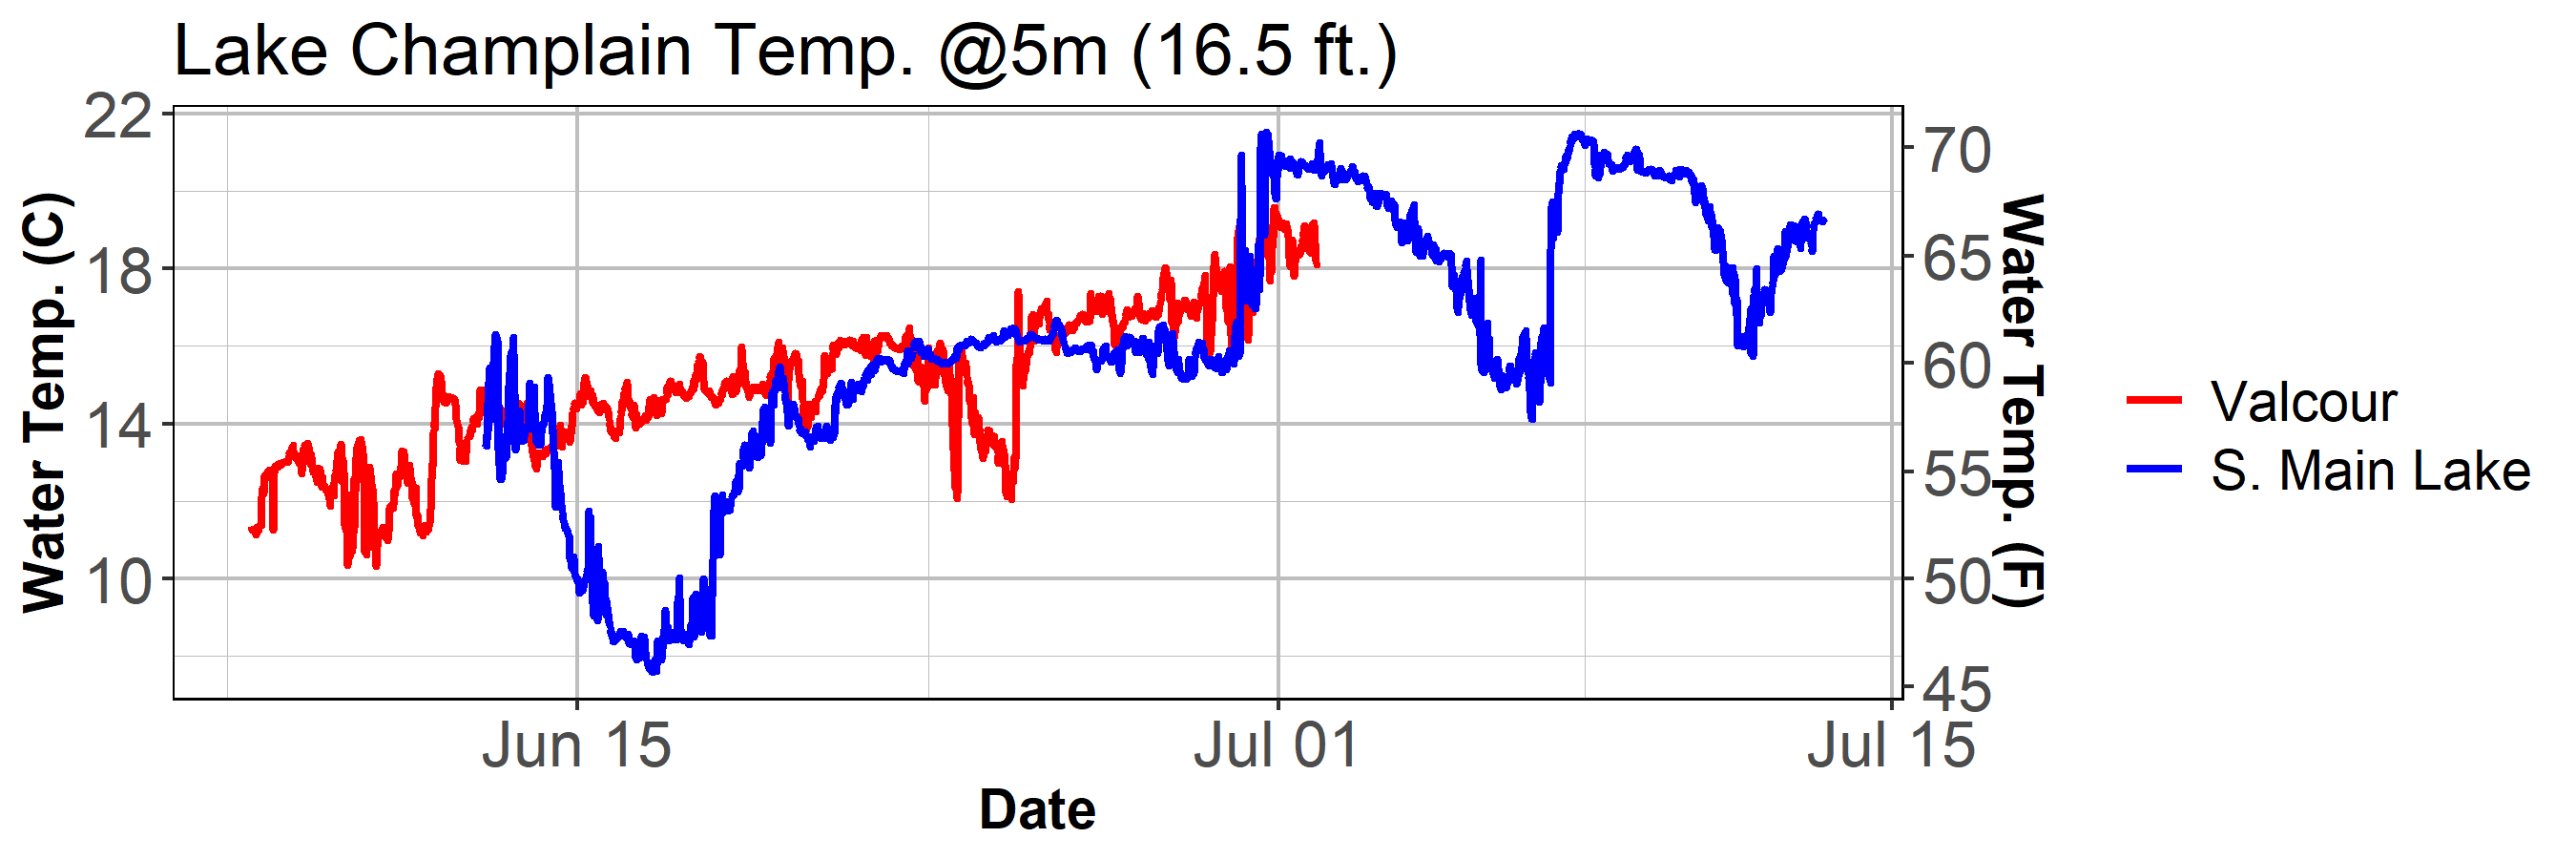 Lake Champlain Temp. @5m (16.5 ft.)
Water Temp. (C)
22
18
14
10
70
65
60
55
50
45
Water Temp. (F)
Jun 15
Jul 01
Jul 15
Date
Valcour
S. Main Lake